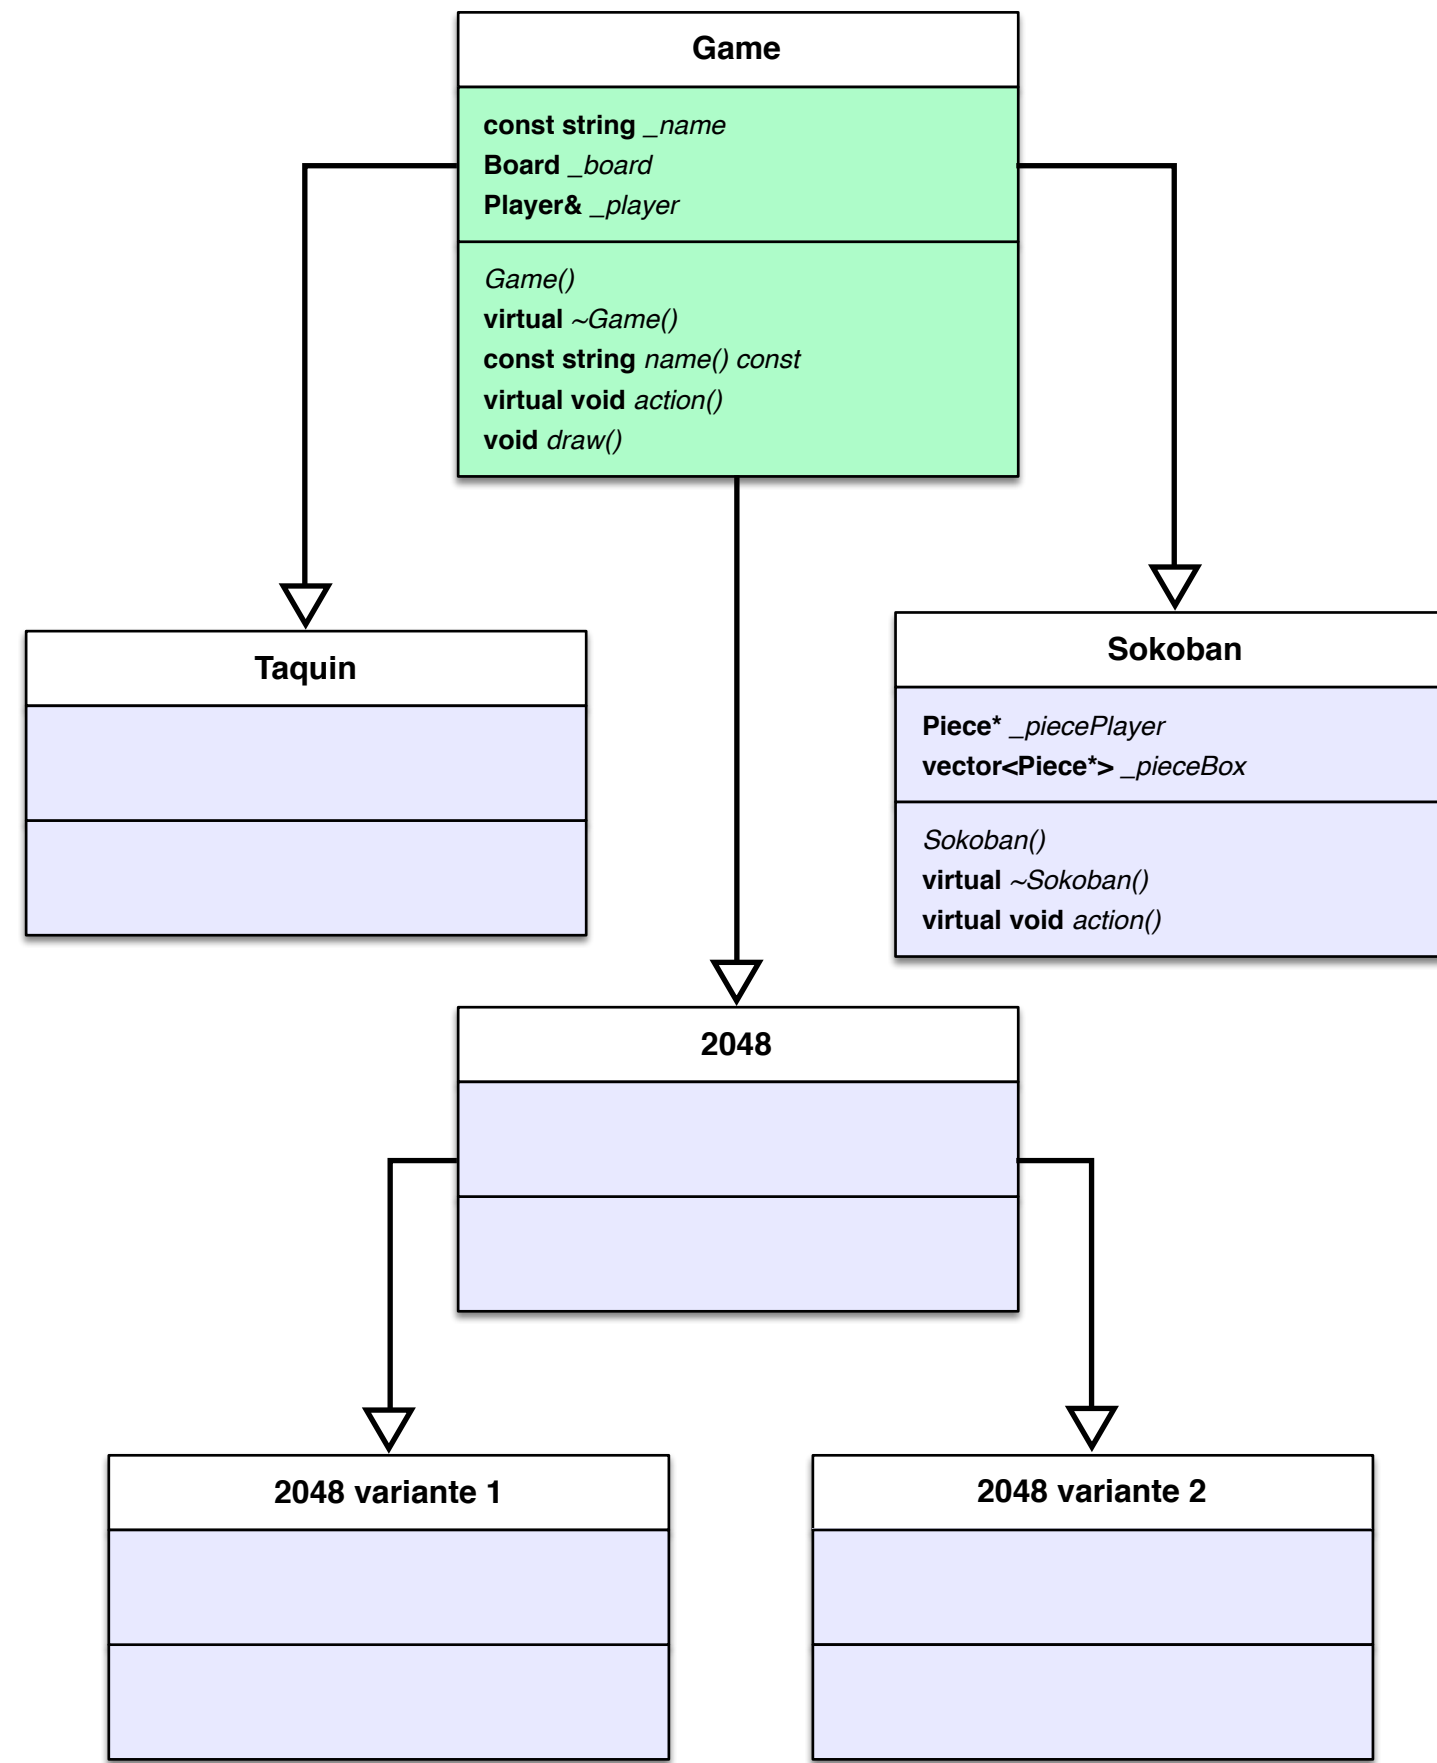 Game
const string _name
Board _board
Player& _player
Game()
virtual ~Game()
const string name() const
virtual void action()
void draw()
Taquin
Sokoban
Piece* _piecePlayer
vector<Piece*> _pieceBox
Sokoban()
virtual ~Sokoban()
virtual void action()
2048
2048 variante 1
2048 variante 2